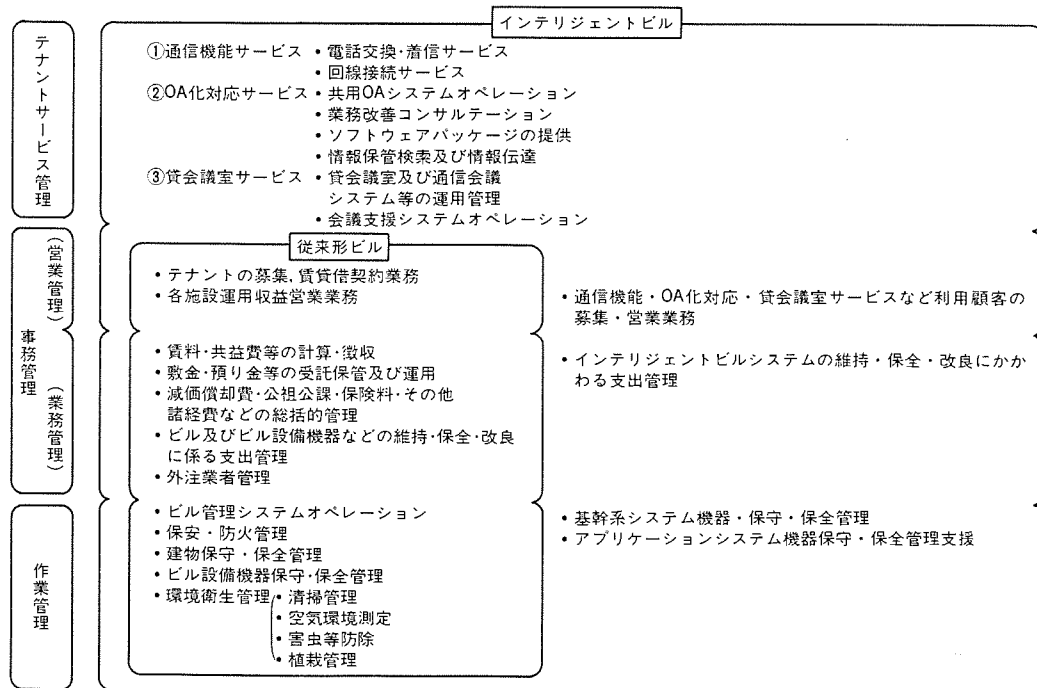 インテリジェントビル
テナントサービス管理
①通信機能サービス ・電話交換・着信サービス
・回線接続サービス
②OA化対応サービス ・共用OAシステムオペレーション
・業務改善コンサルテーション
・ソフトウェアパッケージの提供
・情報保管検索及び情報伝達
③貸会議室サービス ・貸会議室及び通信会議
システム等の運用管理
・会議支援システムオペレーション
事務管理
(営業管理)
従来形ビル
・テナントの募集,賃貸借契約業務
・各施設運用収益営業業務
・通信機能・OA化対応・貸会議室サービスなど利用顧客の
募集・営業業務
(業務管理)
・賃料・共益費等の計算・徴収
・敷金・預り金等の受託保管及び運用
・減価償却費・公祖公課・保険料・その他
諸経費などの総括的管理
・ビル及びビル設備機器などの維持・保全・改良
に係る支出管理
・外注業者管理
・インテリジェントビルシステムの維持・保全・改良にかか
わる支出管理
作業管理
・ビル管理システムオペレーション
・保安・防火管理
・建物保守・保全管理
・ビル設備機器保守・保全管理
・環境衛生管理 ・清掃管理
・空気環境測定
・害虫等防除
・植栽管理
・基幹系システム機器・保守・保全管理
・アプリケーションシステム機器保守・保全管理支援